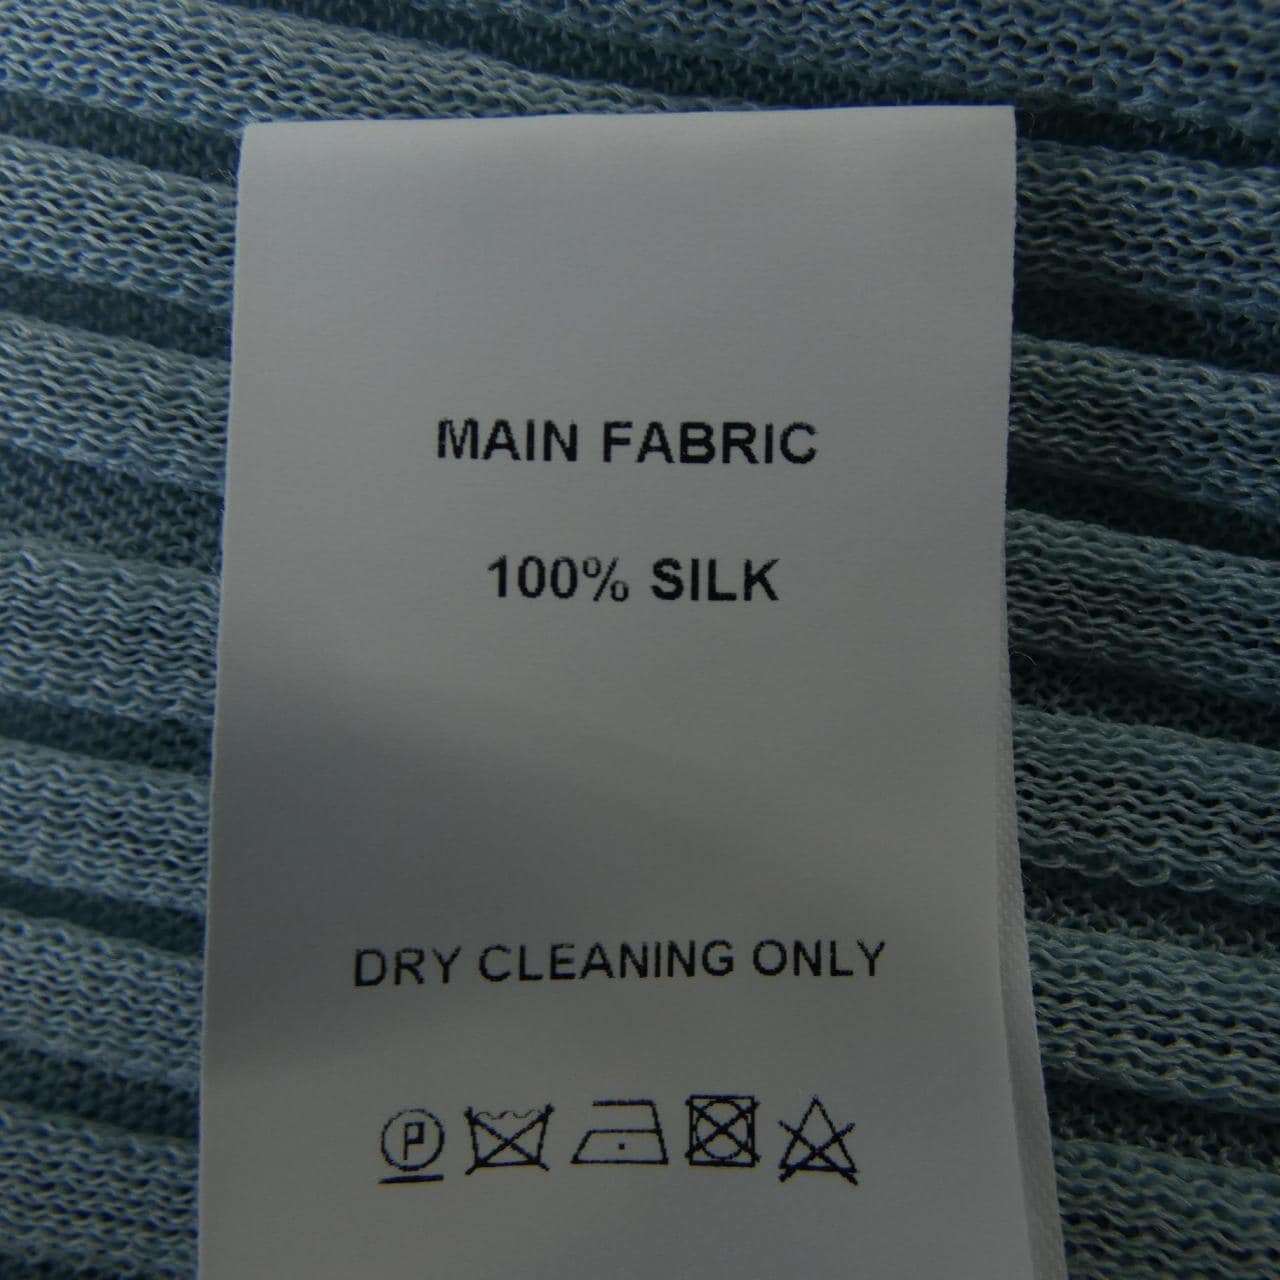 MAIN FABRIC
100% SILK
DRY CLEANING ONLY
P